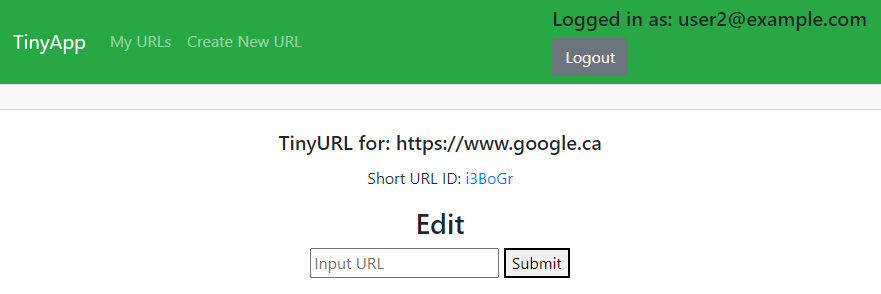 TinyApp My URLs Create New URL
Logged in as: user2@example.com
Logout
TinyURL for: https://www.google.ca
Short URL ID: i3BoGr
Edit
Input URL Submit